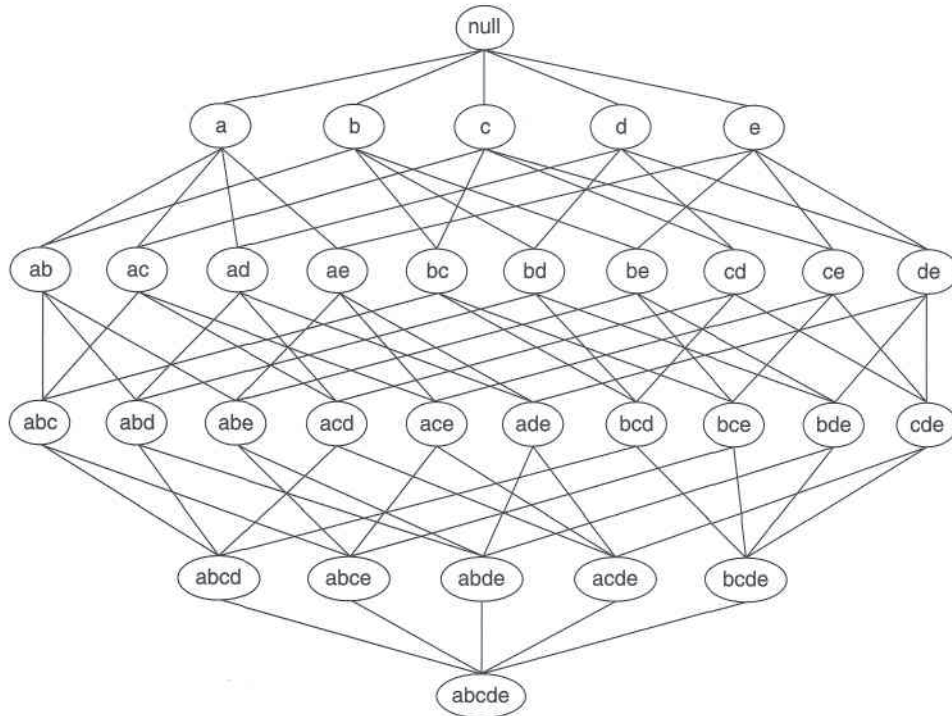 null
a b c d e
ab ac ad ae bc bd be cd ce de
abc abd abe acd ace ade bcd bce bde cde
abcd abce abde acde bcde
abcde